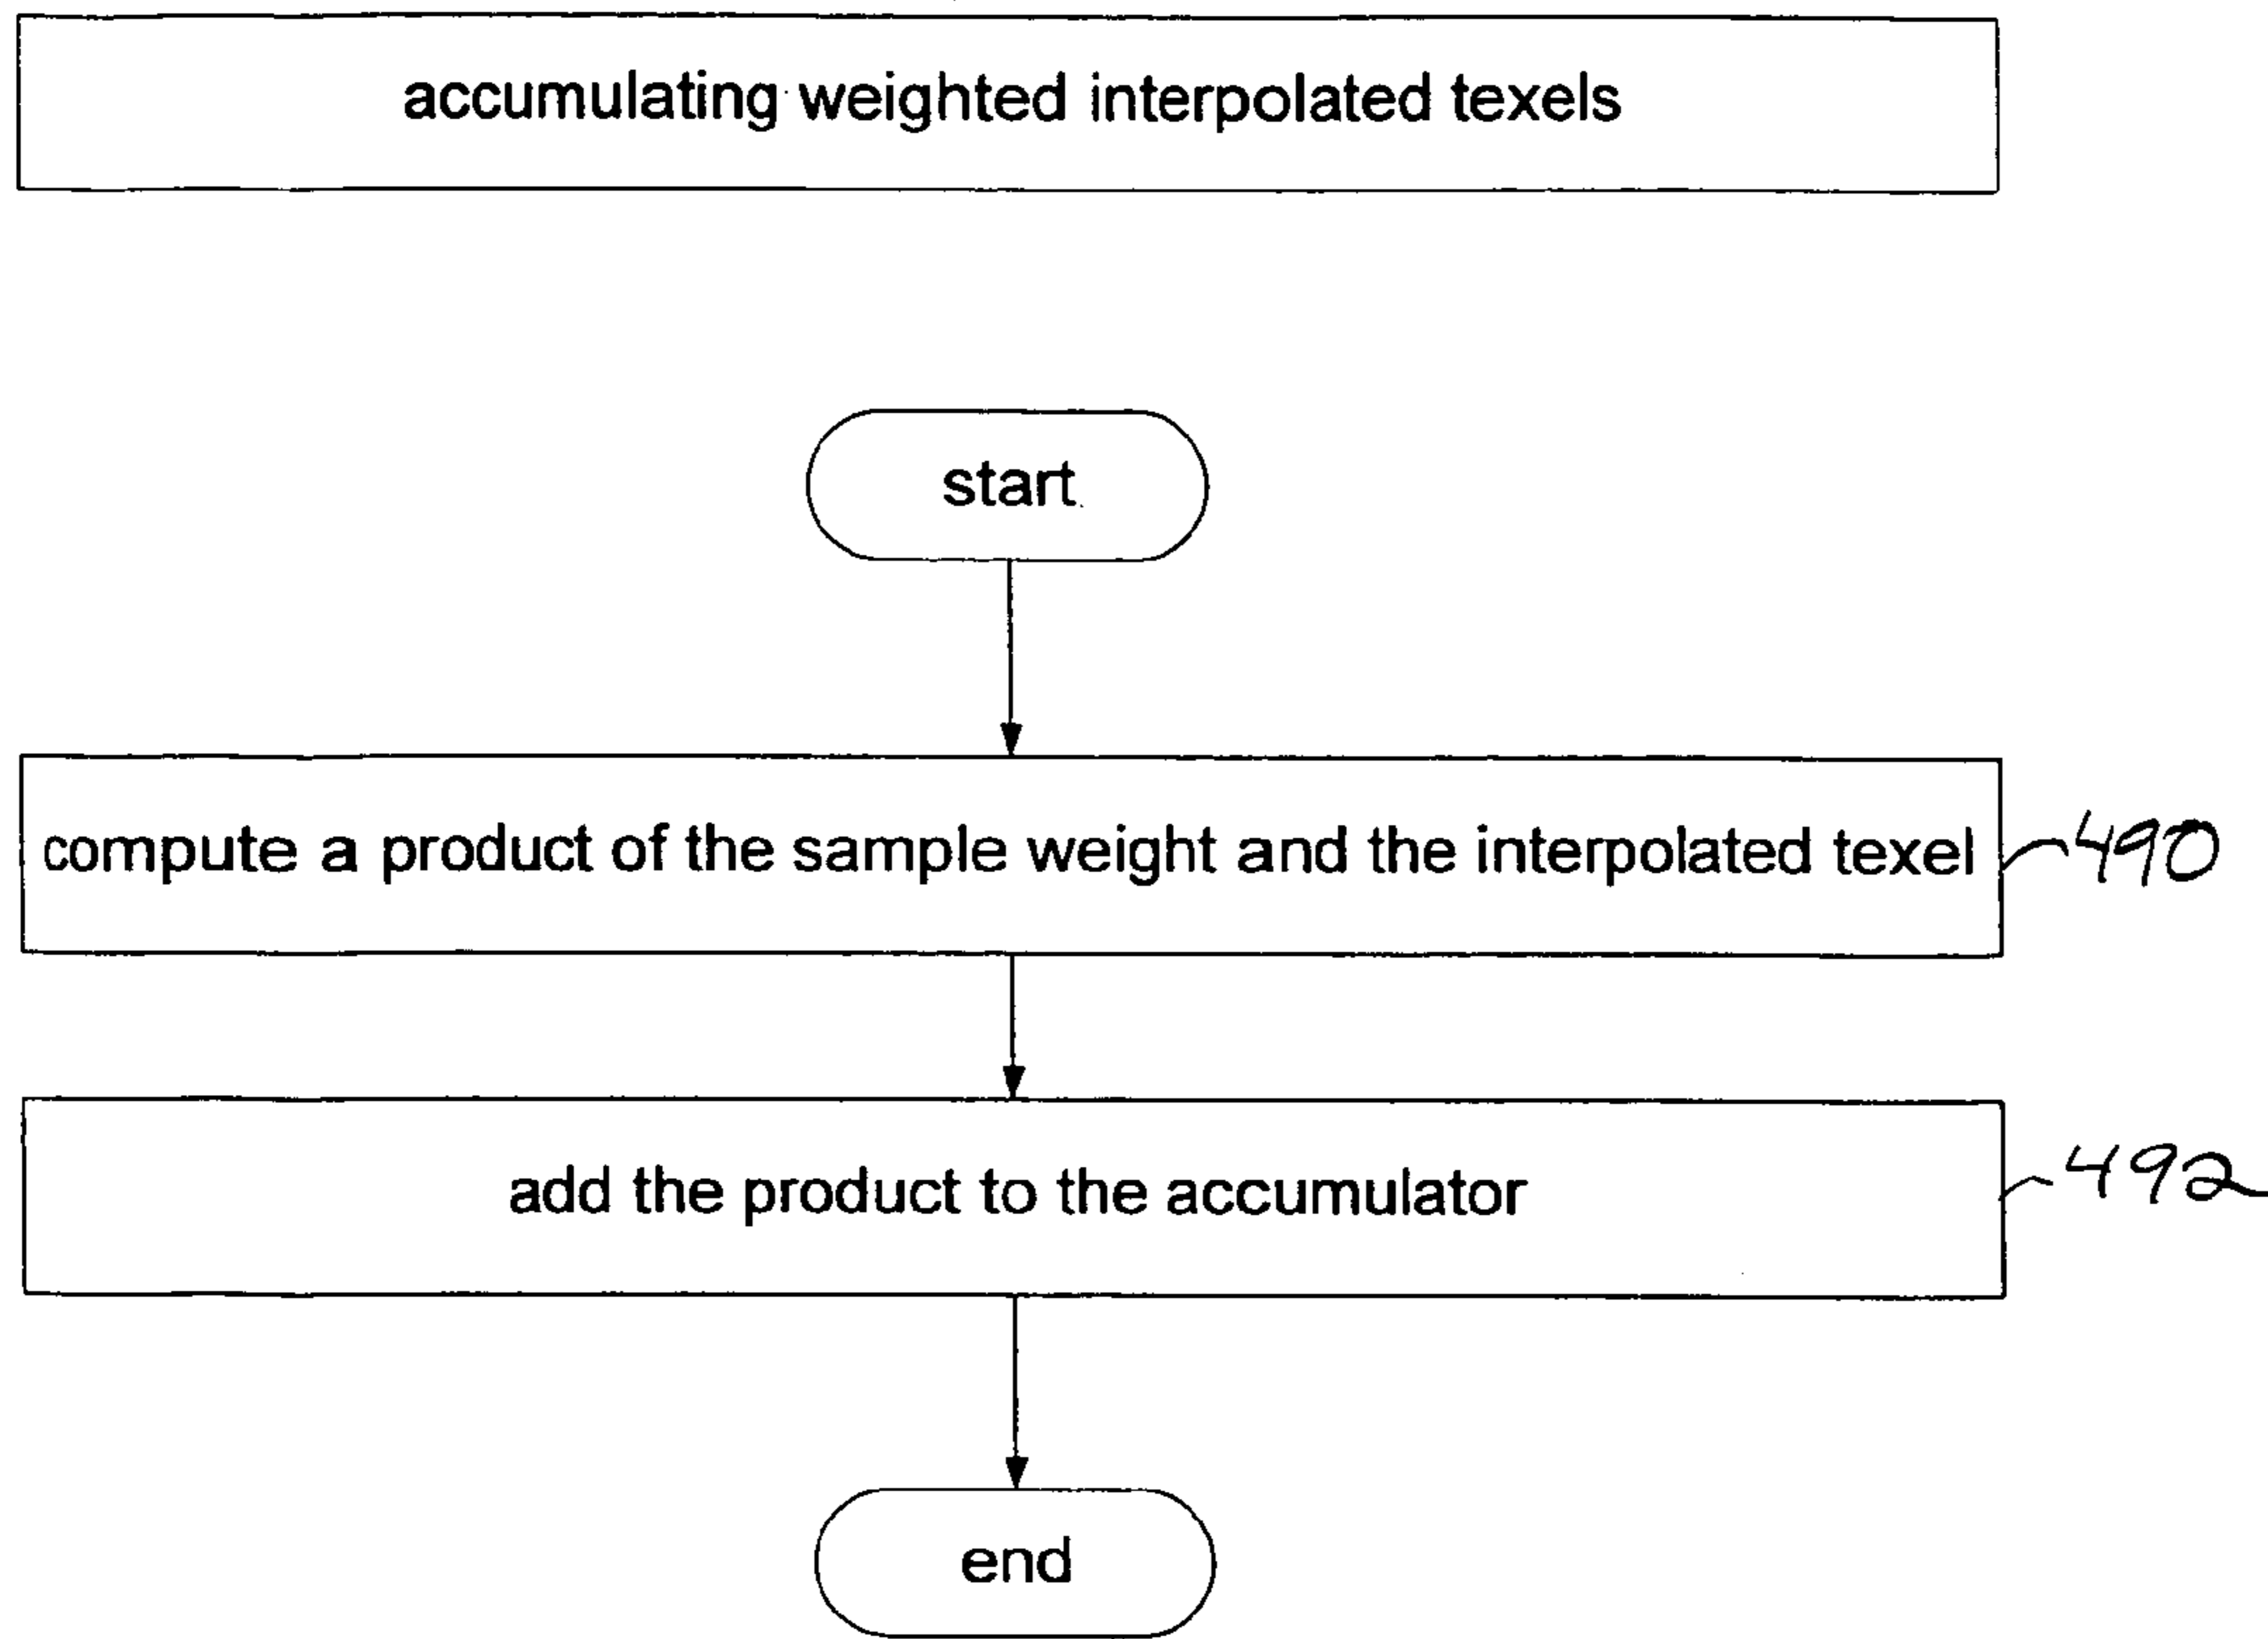 accumulating weighted interpolated texels
start
compute a product of the sample weight and the interpolated texel
490
add the product to the accumulator
492
end